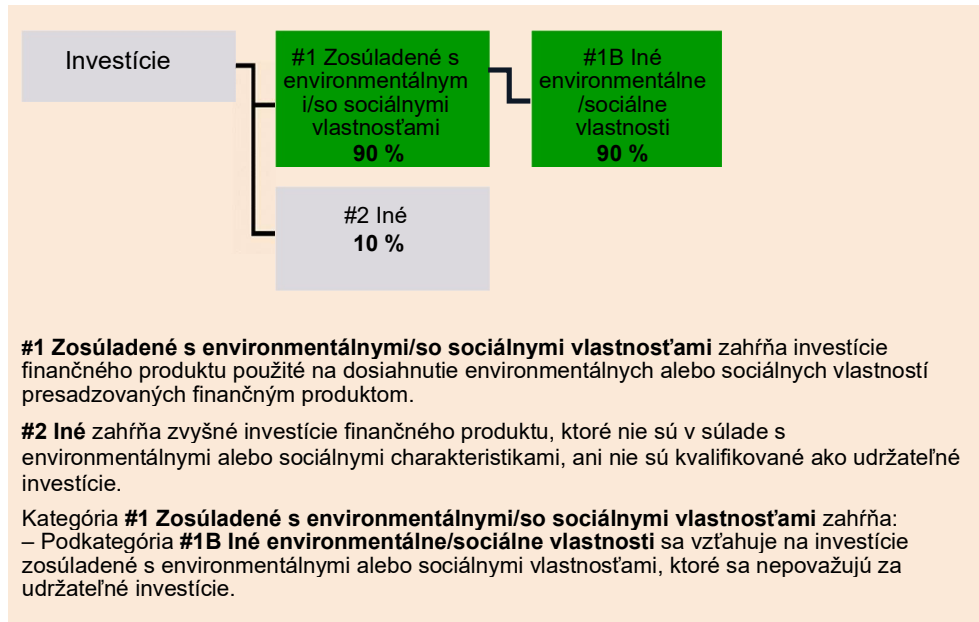 Investície
#1 Zosúladené s
environmentálnym
i/so sociálnymi
vlastnosťami
90 %
#1B Iné
environmentálne
/sociálne
vlastnosti
90 %
#2 Iné
10 %
#1 Zosúladené s environmentálnymi/so sociálnymi vlastnosťami zahŕňa investície
finančného produktu použité na dosiahnutie environmentálnych alebo sociálnych vlastností
presadzovaných finančným produktom.
#2 Iné zahŕňa zvyšné investície finančného produktu, ktoré nie sú v súlade s
environmentálnymi alebo sociálnymi charakteristikami, ani nie sú kvalifikované ako udržateľné
investície.
Kategória #1 Zosúladené s environmentálnymi/so sociálnymi vlastnosťami zahŕňa:
– Podkategória #1B Iné environmentálne/sociálne vlastnosti sa vzťahuje na investície
zosúladené s environmentálnymi alebo sociálnymi vlastnosťami, ktoré sa nepovažujú za
udržateľné investície.